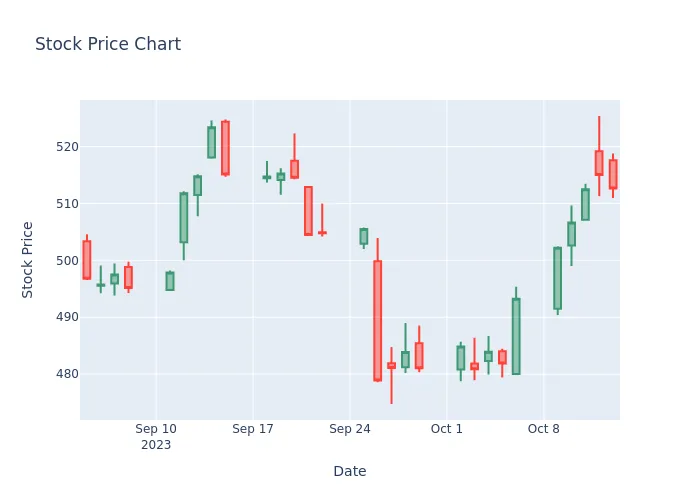 Stock Price Chart
Stock Price
520
510
500
490
480
Sep 10
2023
Sep 17
Sep 24
Oct 1
Oct 8
Date